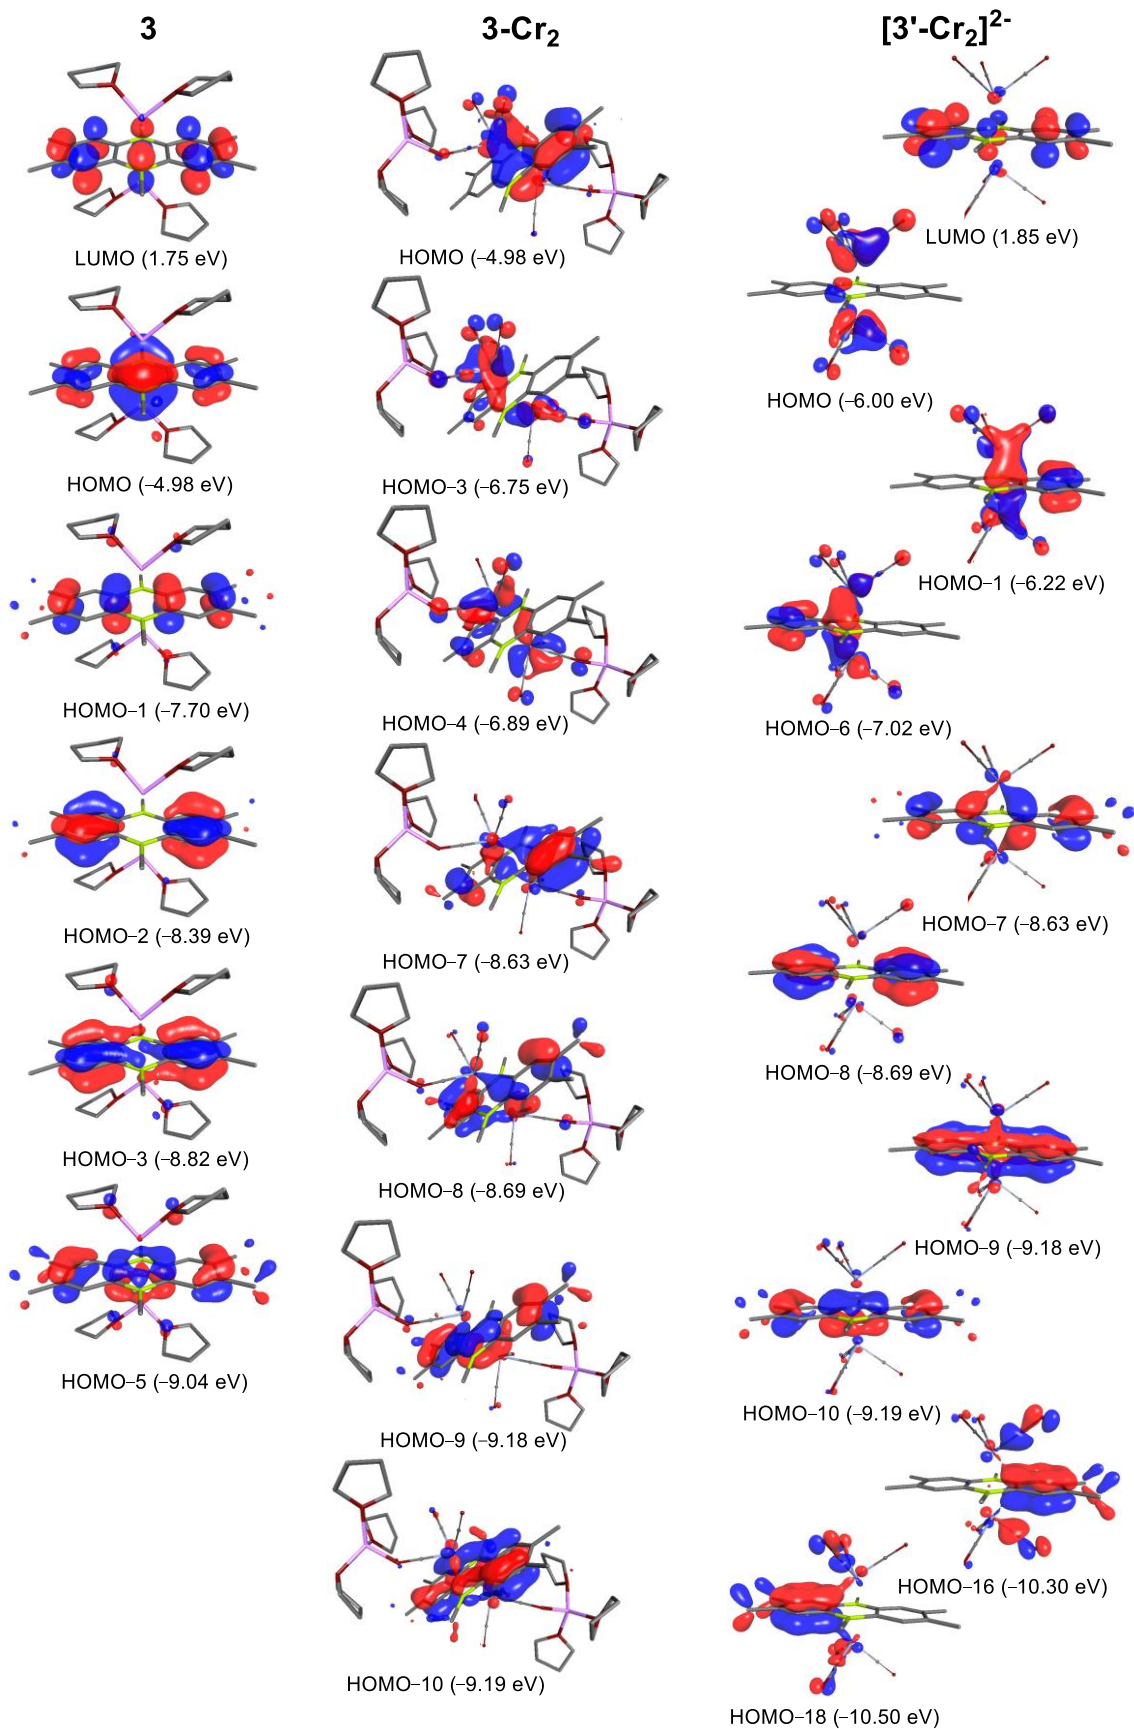 3
3-Cr₂
[3'-Cr₂]²⁻
LUMO (1.75 eV)
HOMO (−4.98 eV)
HOMO−1 (−7.70 eV)
HOMO−2 (−8.39 eV)
HOMO−3 (−8.82 eV)
HOMO−5 (−9.04 eV)
HOMO (−4.98 eV)
HOMO-3 (−6.75 eV)
HOMO-4 (−6.89 eV)
HOMO−7 (−8.63 eV)
HOMO−8 (−8.69 eV)
HOMO−9 (−9.18 eV)
HOMO−10 (−9.19 eV)
LUMO (1.85 eV)
HOMO (−6.00 eV)
HOMO−1 (−6.22 eV)
HOMO−6 (−7.02 eV)
HOMO−7 (−8.63 eV)
HOMO−8 (−8.69 eV)
HOMO−9 (−9.18 eV)
HOMO−10 (−9.19 eV)
HOMO−16 (−10.30 eV)
HOMO−18 (−10.50 eV)